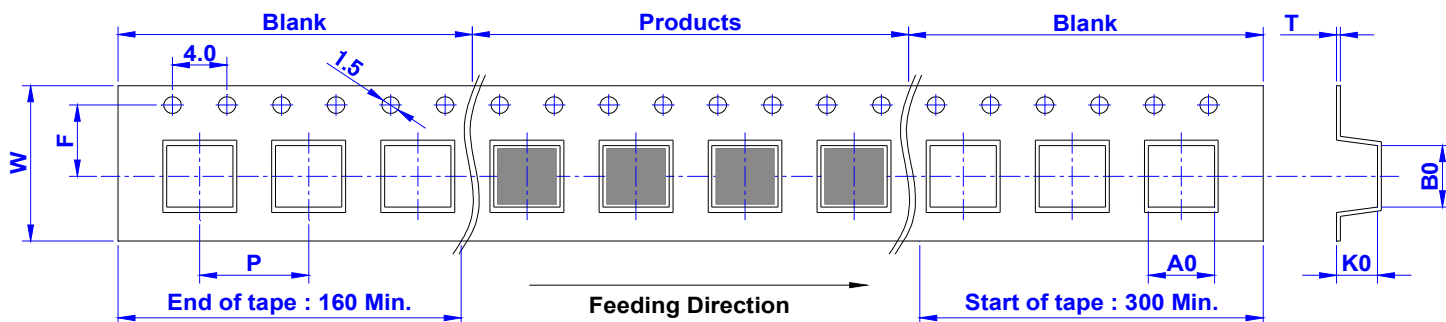 Blank
Products
Blank
T
4.0
1.5
F
W
B0
P
A0
K0
End of tape : 160 Min.
Feeding Direction
Start of tape : 300 Min.